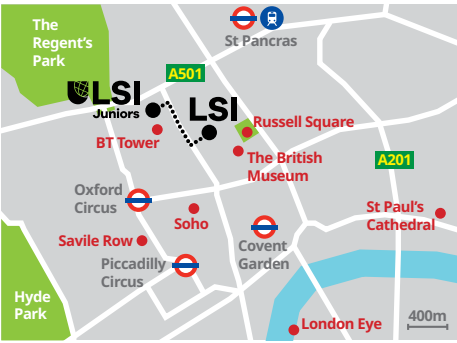 The
Regent's
Park
St Pancras
A501
LSI
Juniors
LSI
Russell Square
BT Tower
The British
Museum
A201
Oxford
Circus
Soho
St Paul's
Cathedral
Savile Row
Covent
Garden
Piccadilly
Circus
Hyde
Park
London Eye
400m